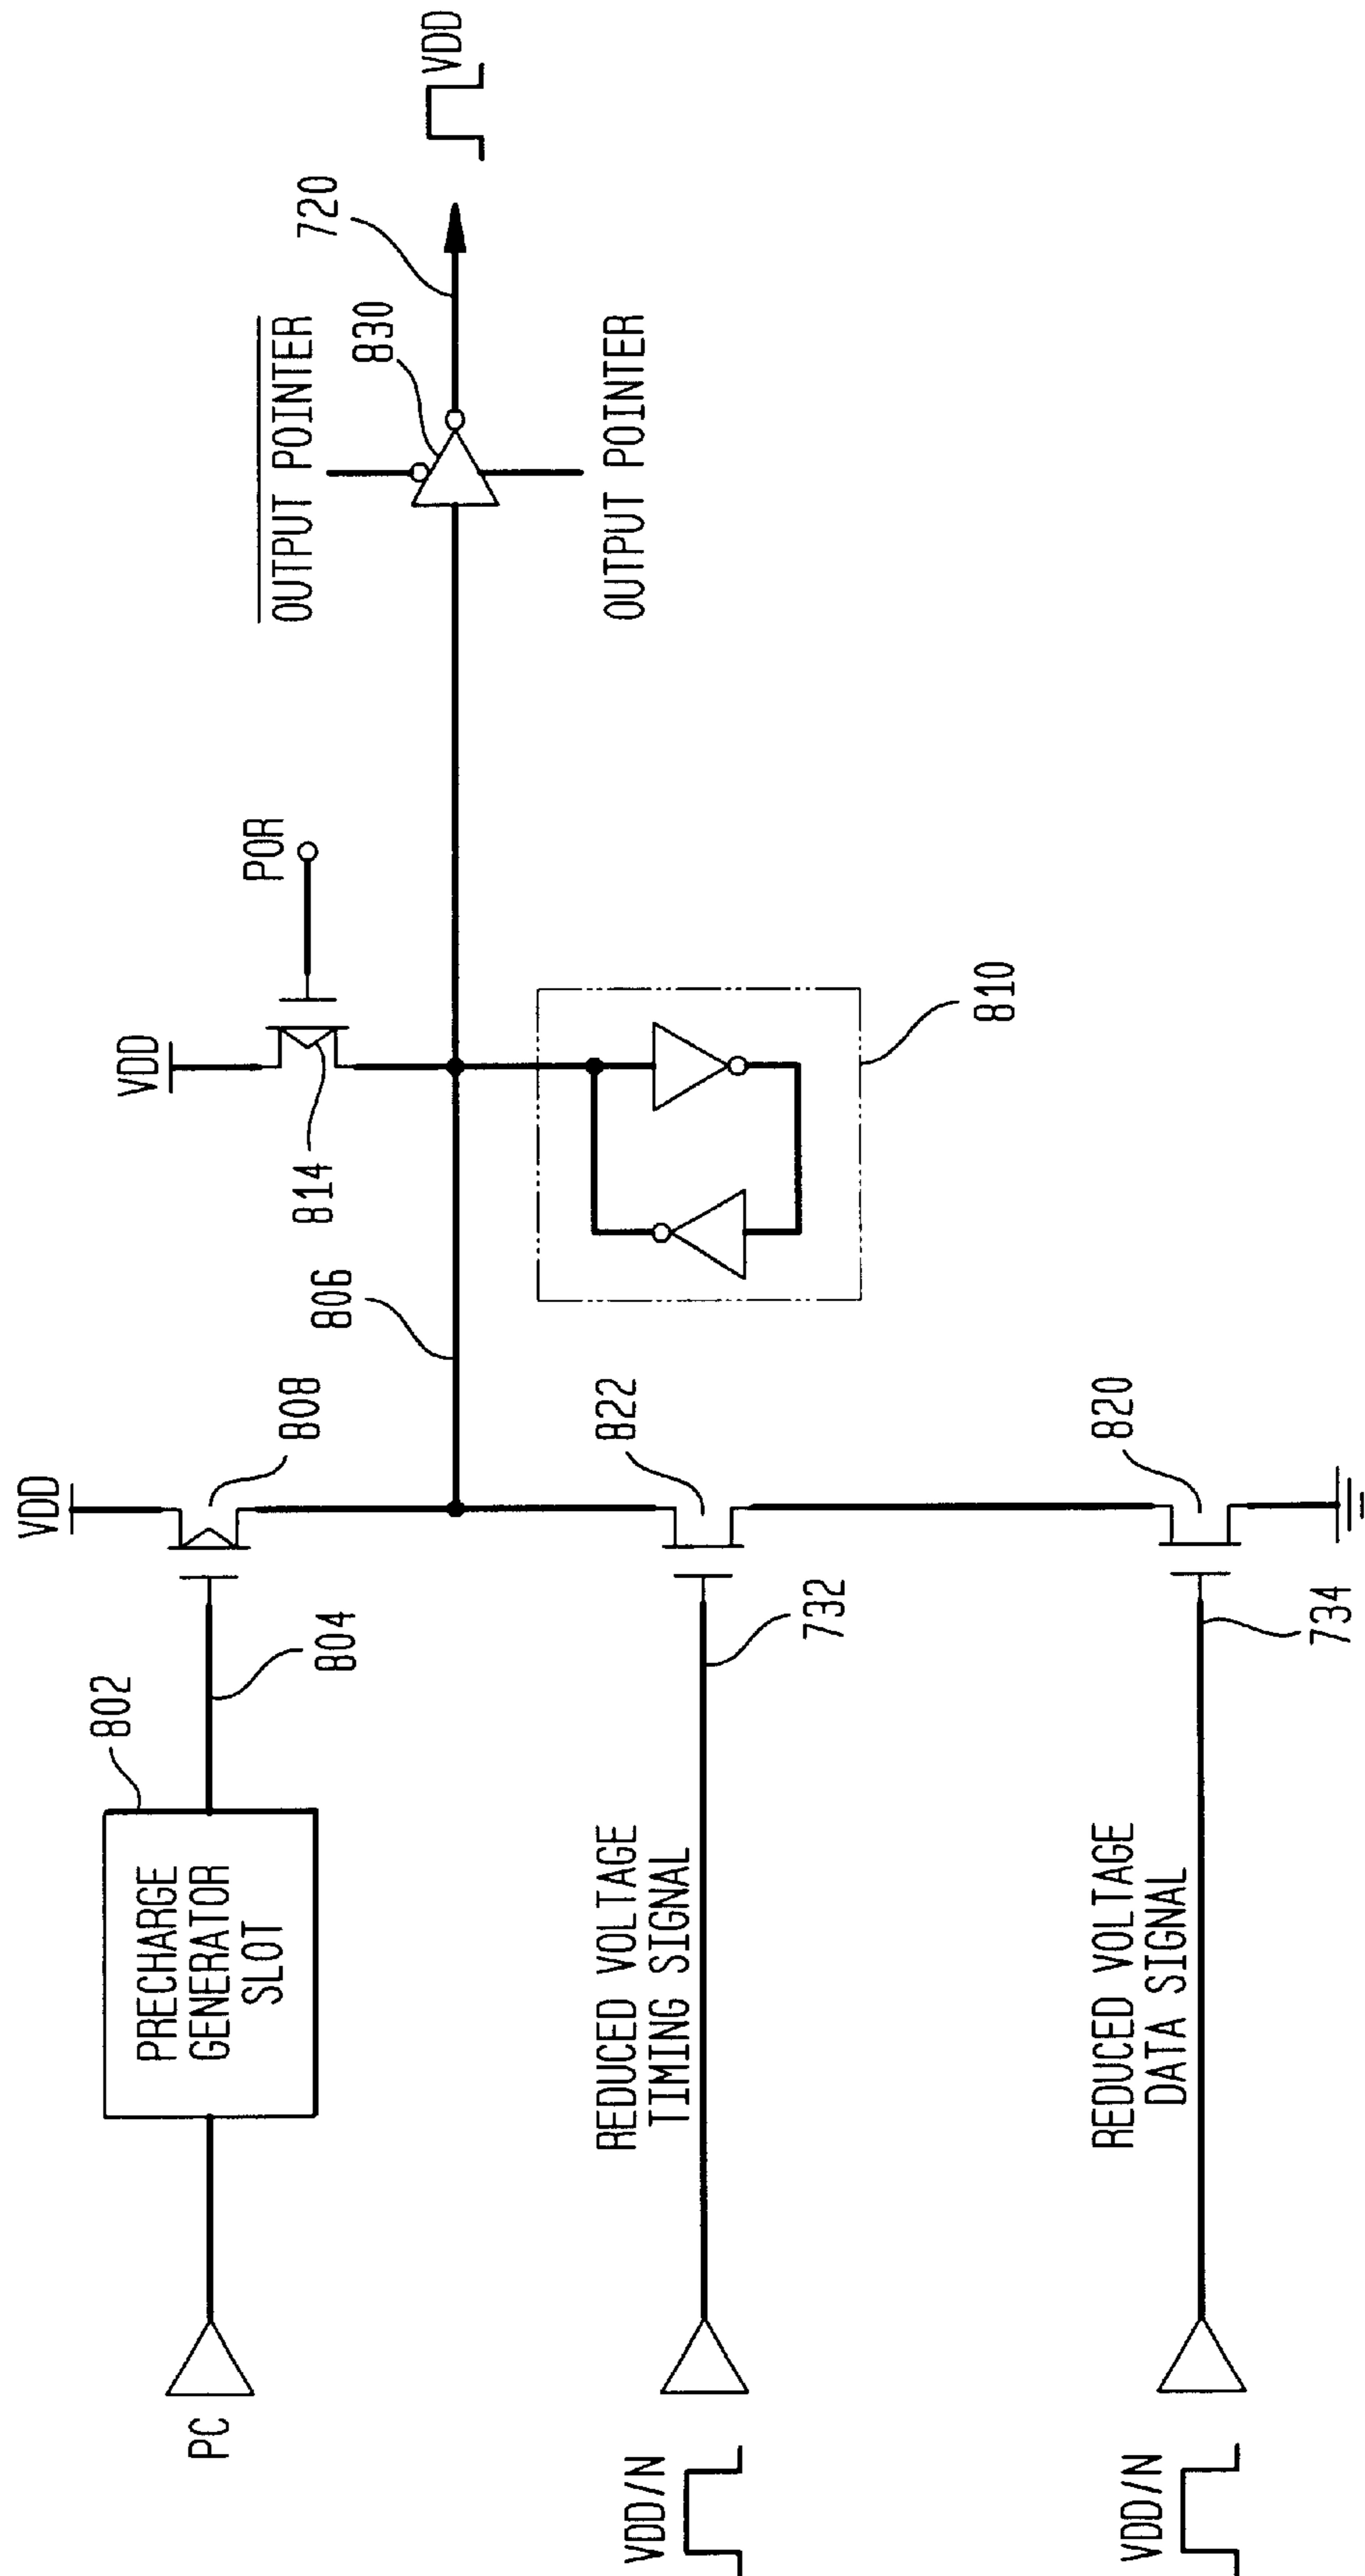 PC
PRECHARGE
GENERATOR
SLOT
802
804
VDD
808
806
VDD
814
POR
OUTPUT POINTER
830
720
VDD
OUTPUT POINTER
810
VDD/N
REDUCED VOLTAGE
TIMING SIGNAL
732
822
VDD/N
REDUCED VOLTAGE
DATA SIGNAL
734
820